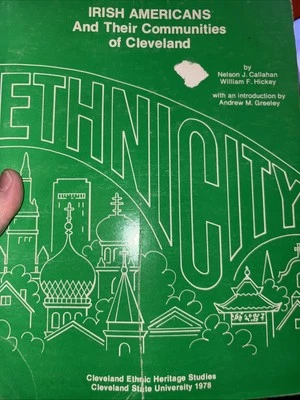 IRISH AMERICANS
And Their Communities
of Cleveland
by
Nelson J. Callahan
William F. Hickey
with an introduction by
Andrew M. Greeley
ETHNICITY
Cleveland Ethnic Heritage Studies
Cleveland State University 1978